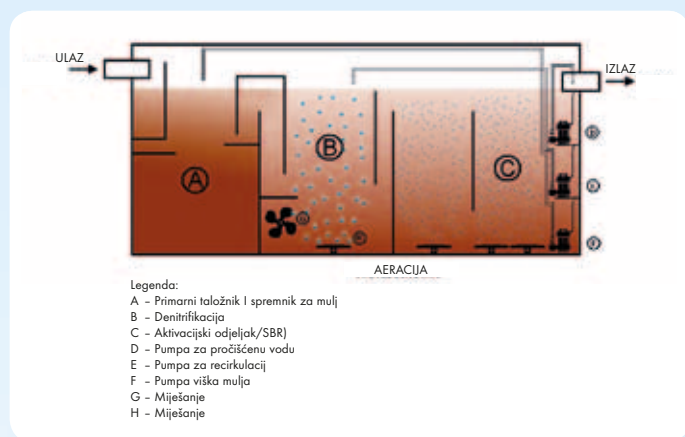 ULAZ
IZLAZ
A
B
C
AERACIJA
Legenda:
A – Primarni taložnik I spremnik za mulj
B – Denitrifikacija
C – Aktivacijski odjeljak/SBR)
D – Pumpa za pročišćenu vodu
E – Pumpa za recirkulacij
F – Pumpa viška mulja
G – Miješanje
H – Miješanje